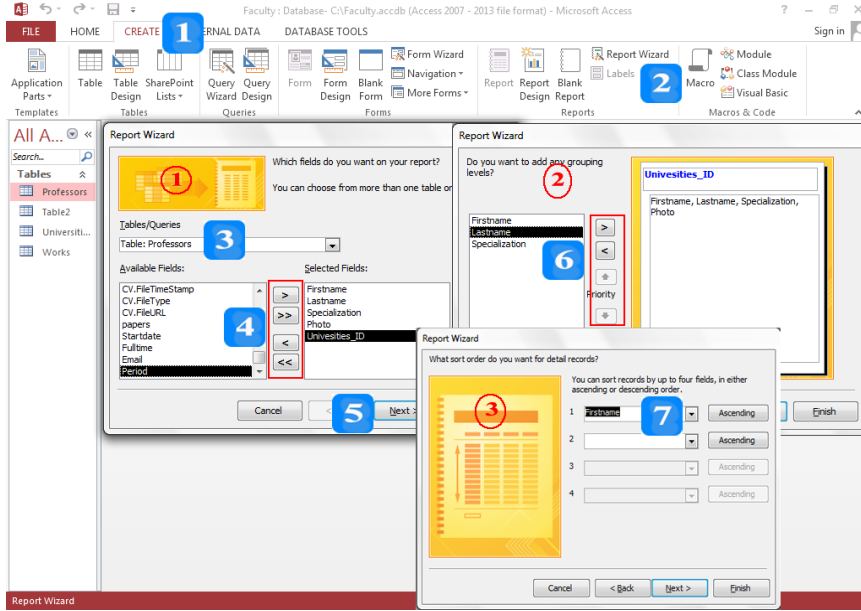 Faculty : Database- C:\Faculty.accdb (Access 2007 - 2013 file format) - Microsoft Access
FILE HOME CREATE 1 ERNAL DATA DATABASE TOOLS Sign in
Application Parts Table Table Design SharePoint Lists Query Wizard Query Design Form Form Design Blank Form Form Wizard Navigation More Forms Report Report Design Blank Report Report Wizard Labels 2 Macro Module Class Module Visual Basic
Templates Tables Queries Forms Reports Macros & Code
All A...
Search...
Tables
Professors
Table2
Universiti...
Works
Report Wizard
1
Which fields do you want on your report?
You can choose from more than one table or
Tables/Queries
Table: Professors
3
Available Fields: Selected Fields:
CV.FileTimeStamp
CV.FileType
CV.FileURL
papers
Startdate
Fulltime
Email
Period
4
>
>>
<
<<
Firstname
Lastname
Specialization
Photo
Univesities_ID
Cancel < 5 Next >
Report Wizard
Do you want to add any grouping
levels?
2
Firstname
Lastname
Specialization
6
>
<
Priority
Univesities_ID
Firstname, Lastname, Specialization,
Photo
Finish
Report Wizard
What sort order do you want for detail records?
3
You can sort records by up to four fields, in either
ascending or descending order.
1 Firstname 7 Ascending
2 Ascending
3 Ascending
4 Ascending
Cancel < Back Next > Finish
Report Wizard